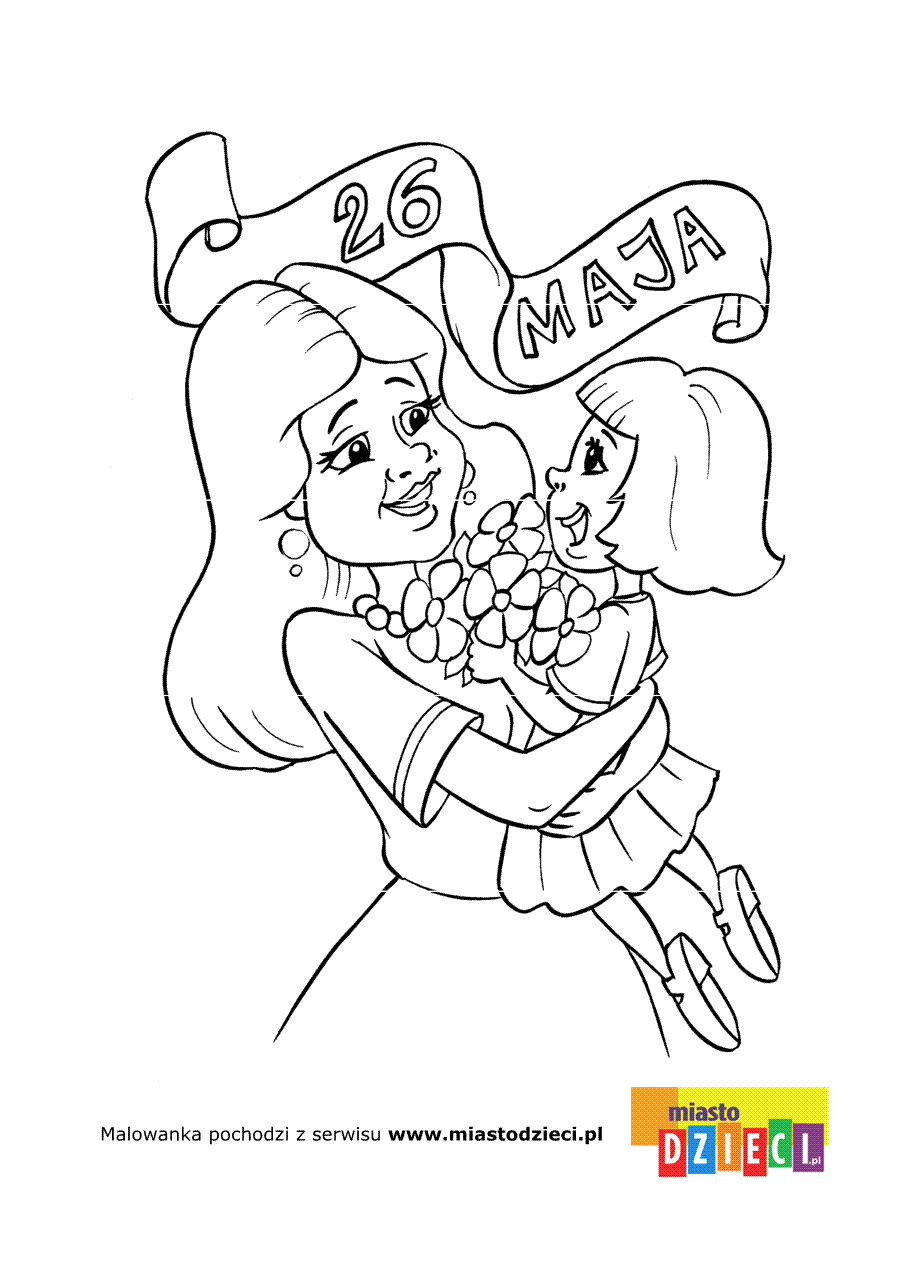 26
MAJA
Malowanka pochodzi z serwisu www.miastodzieci.pl
miasto
DZIECI.pl